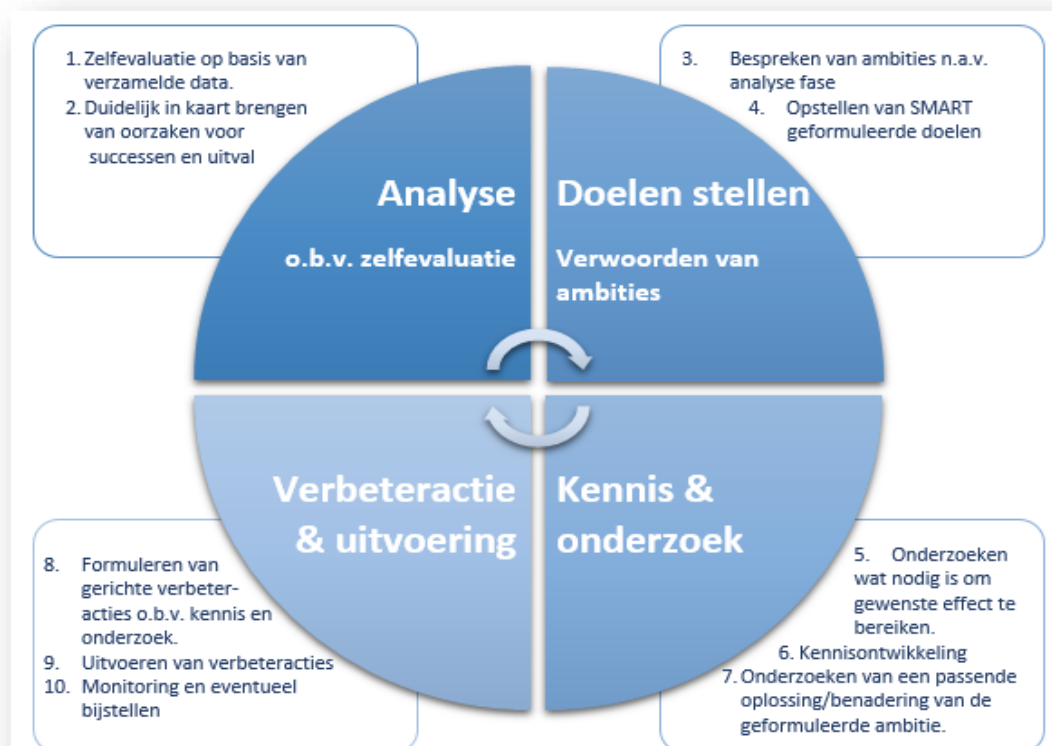 1. Zelfevaluatie op basis van
verzamelde data.
2. Duidelijk in kaart brengen
van oorzaken voor
successen en uitval
3. Bespreken van ambities n.a.v.
analyse fase
4. Opstellen van SMART
geformuleerde doelen
Analyse
o.b.v. zelfevaluatie
Doelen stellen
Verwoorden van
ambities
Verbeteractie
& uitvoering
Kennis &
onderzoek
8. Formuleren van
gerichte verbeter-
acties o.b.v. kennis en
onderzoek.
9. Uitvoeren van verbeteracties
10. Monitoring en eventueel
bijstellen
5. Onderzoeken
wat nodig is om
gewenste effect te
bereiken.
6. Kennisontwikkeling
7. Onderzoeken van een passende
oplossing/benadering van de
geformuleerde ambitie.